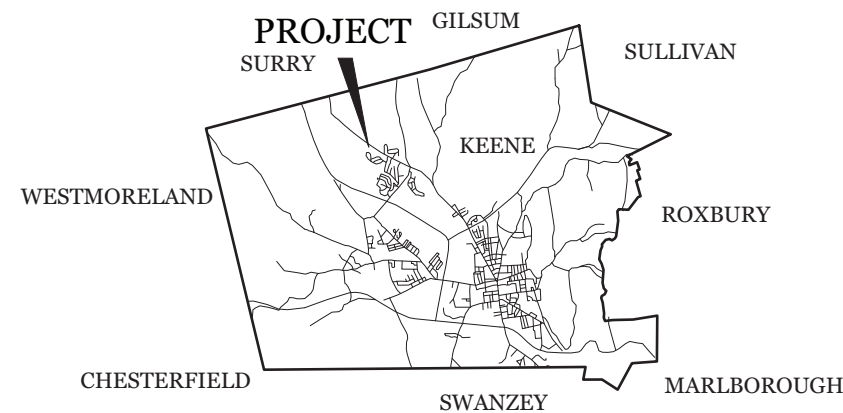 GILSUM
PROJECT
SULLIVAN
SURRY
KEENE
WESTMORELAND
ROXBURY
CHESTERFIELD
MARLBOROUGH
SWANZEY